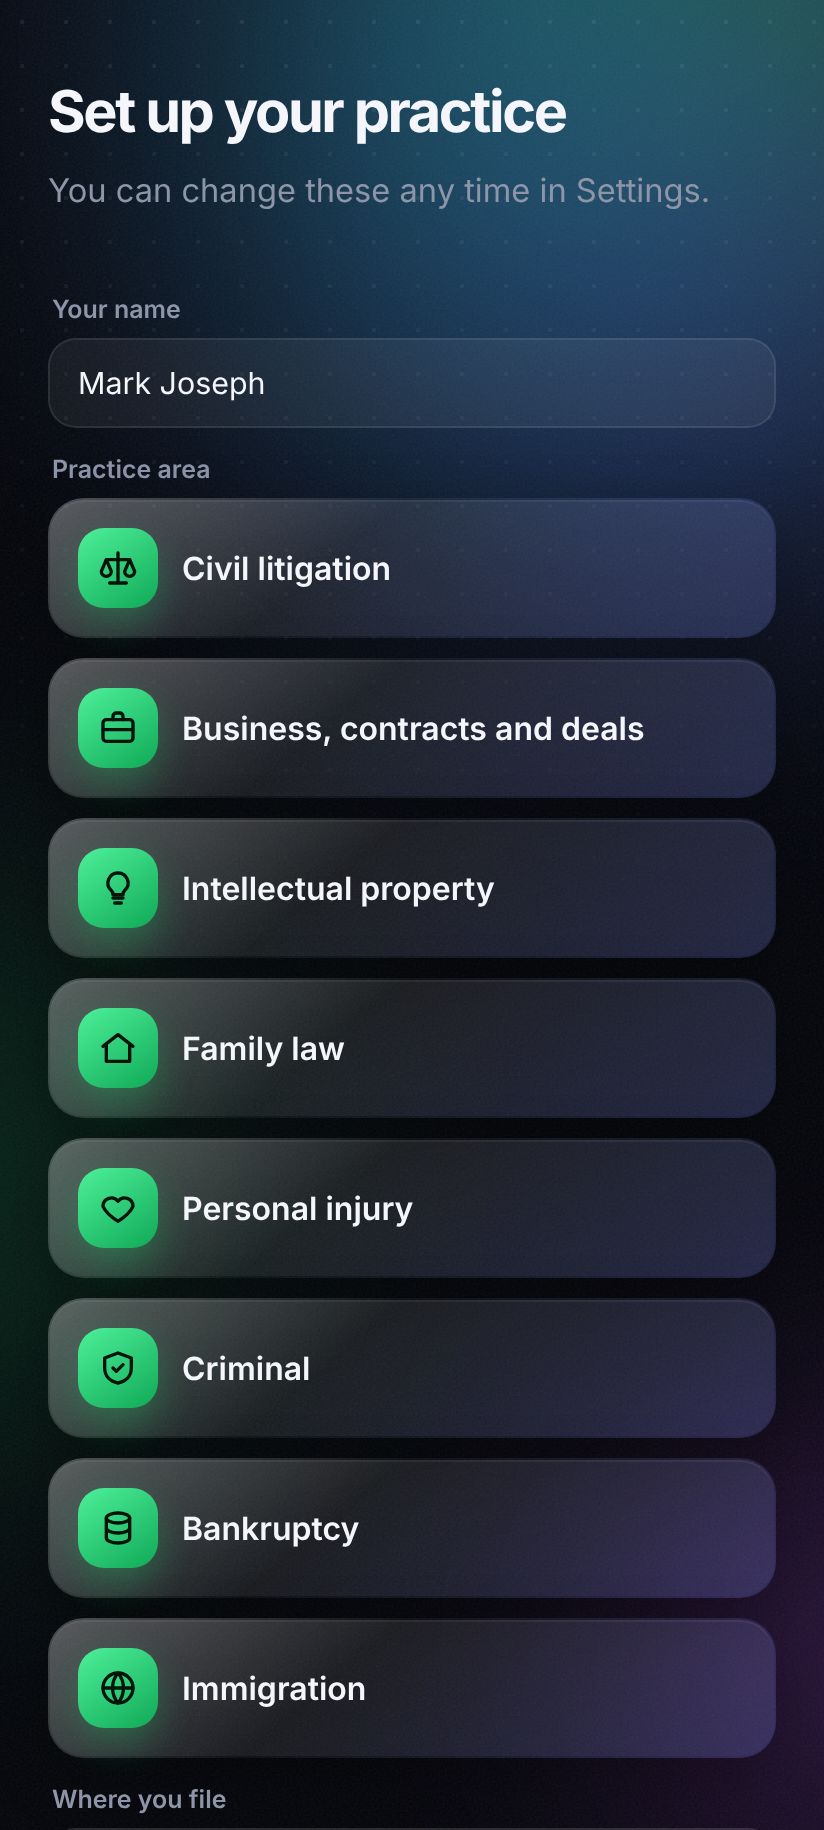 Set up your practice
You can change these any time in Settings.
Your name
Mark Joseph
Practice area
Civil litigation
Business, contracts and deals
Intellectual property
Family law
Personal injury
Criminal
Bankruptcy
Immigration
Where you file